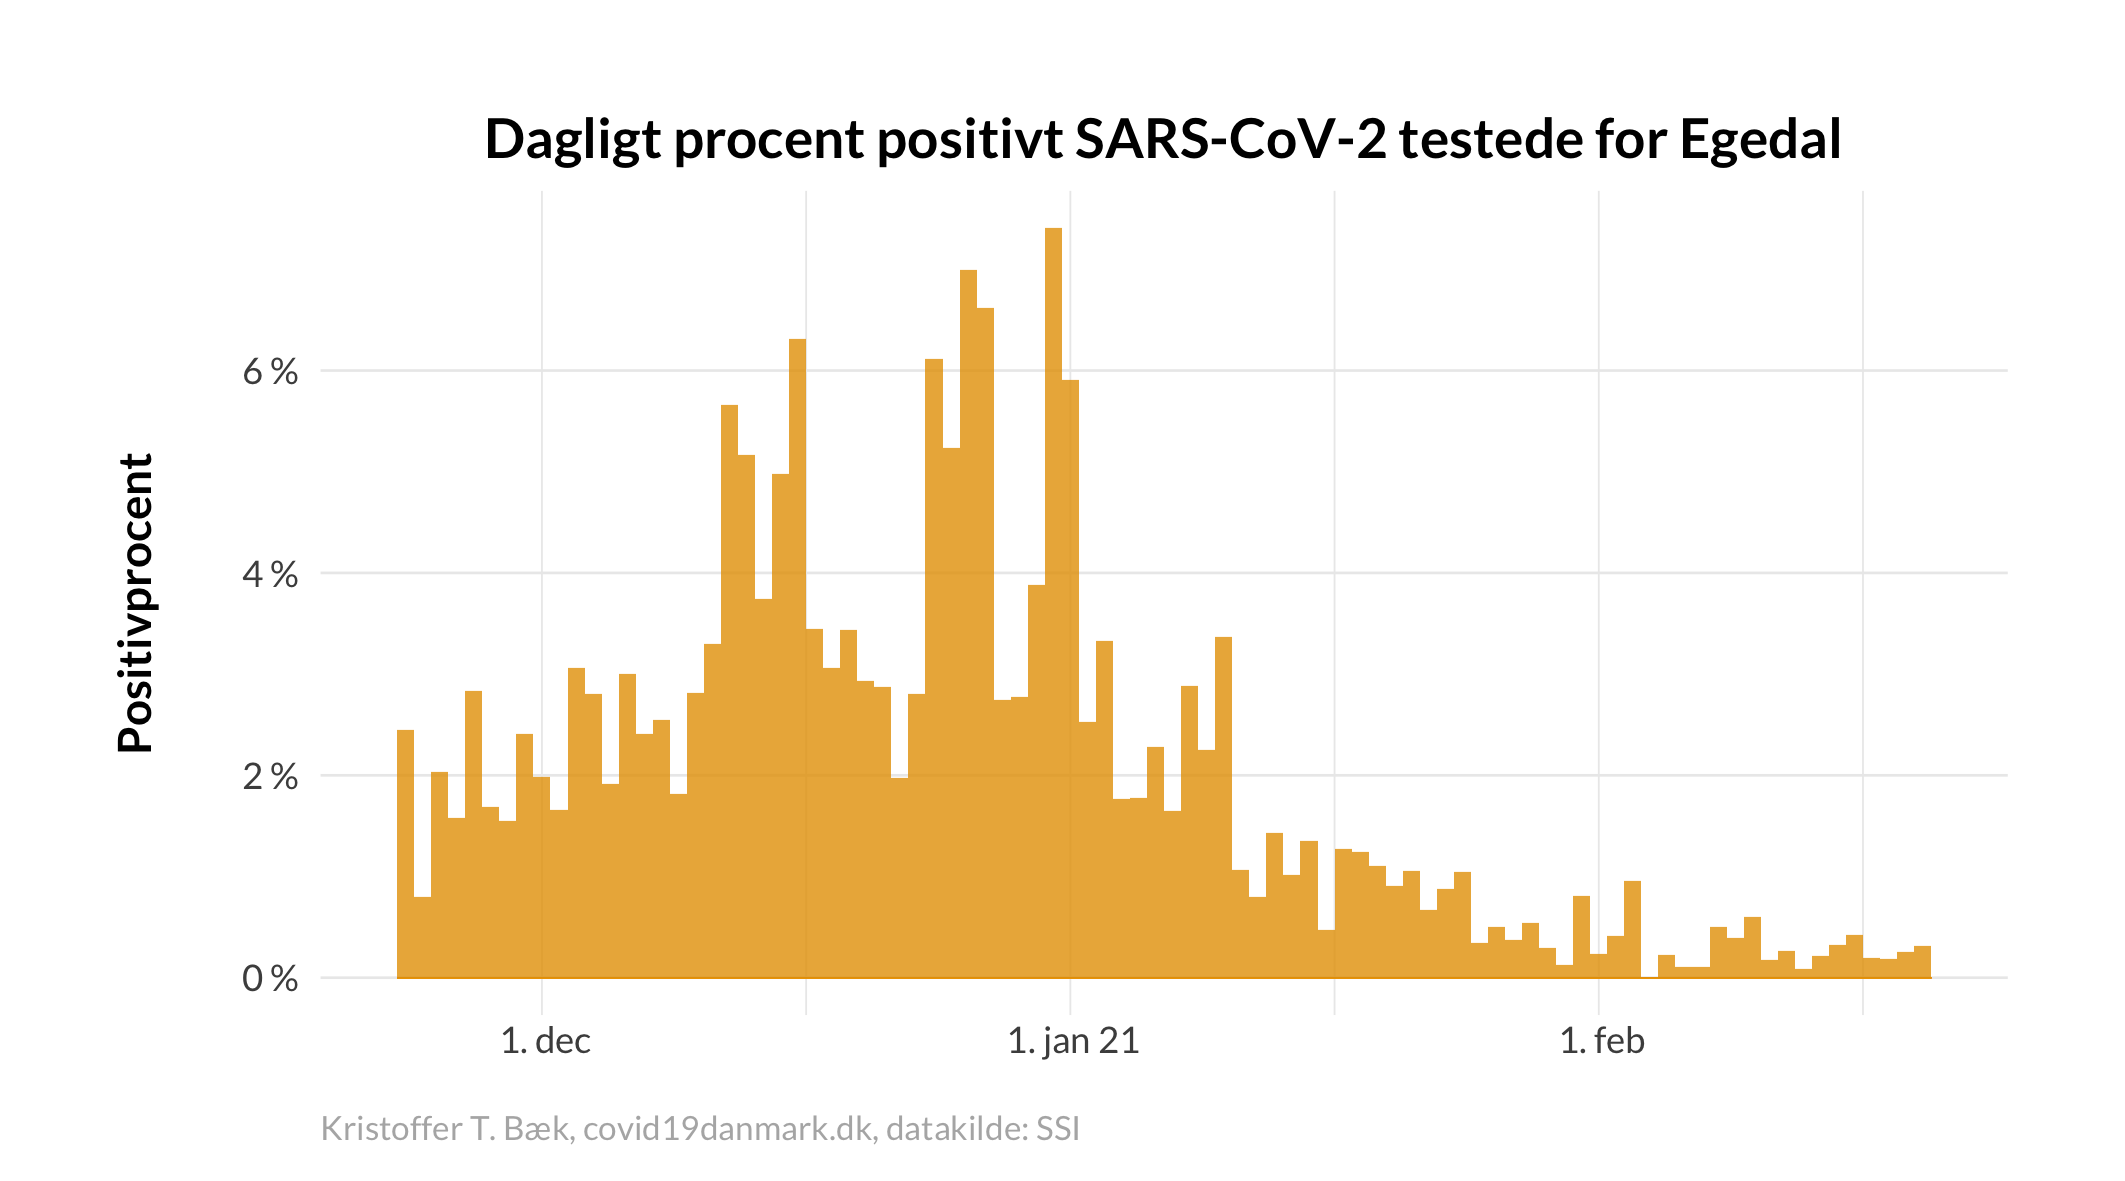 Dagligt procent positivt SARS-CoV-2 testede for Egedal
Positivprocent
6 %
4 %
2 %
0 %
1. dec
1. jan 21
1. feb
Kristoffer T. Bæk, covid19danmark.dk, datakilde: SSI